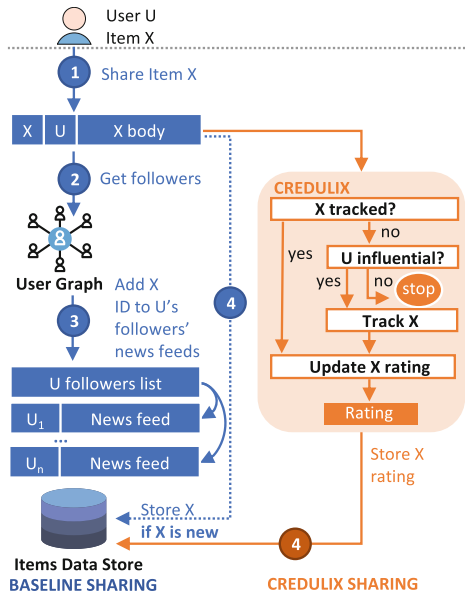 User U
Item X
1
Share Item X
X
U
X body
2
Get followers
User Graph
3
Add X
ID to U's
followers'
news feeds
4
U followers list
U1
News feed
...
Un
News feed
Store X
if X is new
Items Data Store
BASELINE SHARING
CREDULIX
X tracked?
no
yes
U influential?
yes
no
stop
Track X
Update X rating
Rating
Store X
rating
4
CREDULIX SHARING